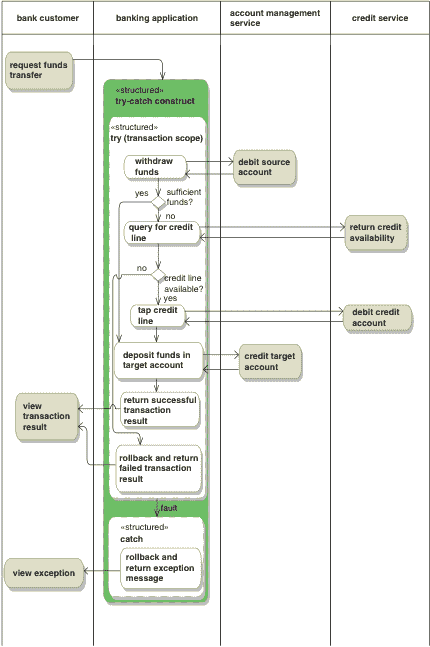 bank customer
banking application
account management
service
credit service
request funds
transfer
«structured»
try-catch construct
«structured»
try (transaction scope)
withdraw
funds
debit source
account
yes
sufficient
funds?
no
query for credit
line
return credit
availability
no
credit line
available?
yes
tap credit
line
debit credit
account
deposit funds in
target account
credit target
account
return successful
transaction
result
view
transaction
result
rollback and return
failed transaction
result
fault
«structured»
catch
rollback and
return exception
message
view exception